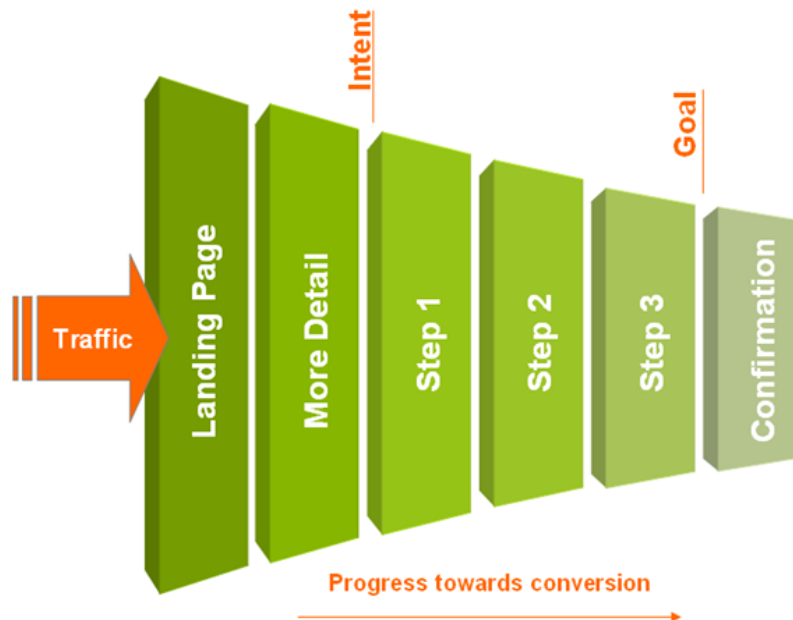 Intent
Goal
Traffic
Landing Page
More Detail
Step 1
Step 2
Step 3
Confirmation
Progress towards conversion